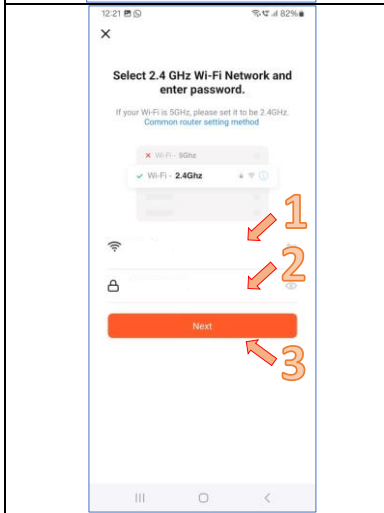 12:21
82%
Select 2.4 GHz Wi-Fi Network and
enter password.
If your Wi-Fi is 5GHz, please set it to be 2.4GHz.
Common router setting
method
Wi-Fi - 5Ghz
Wi-Fi - 2.4Ghz
1
2
Next
3